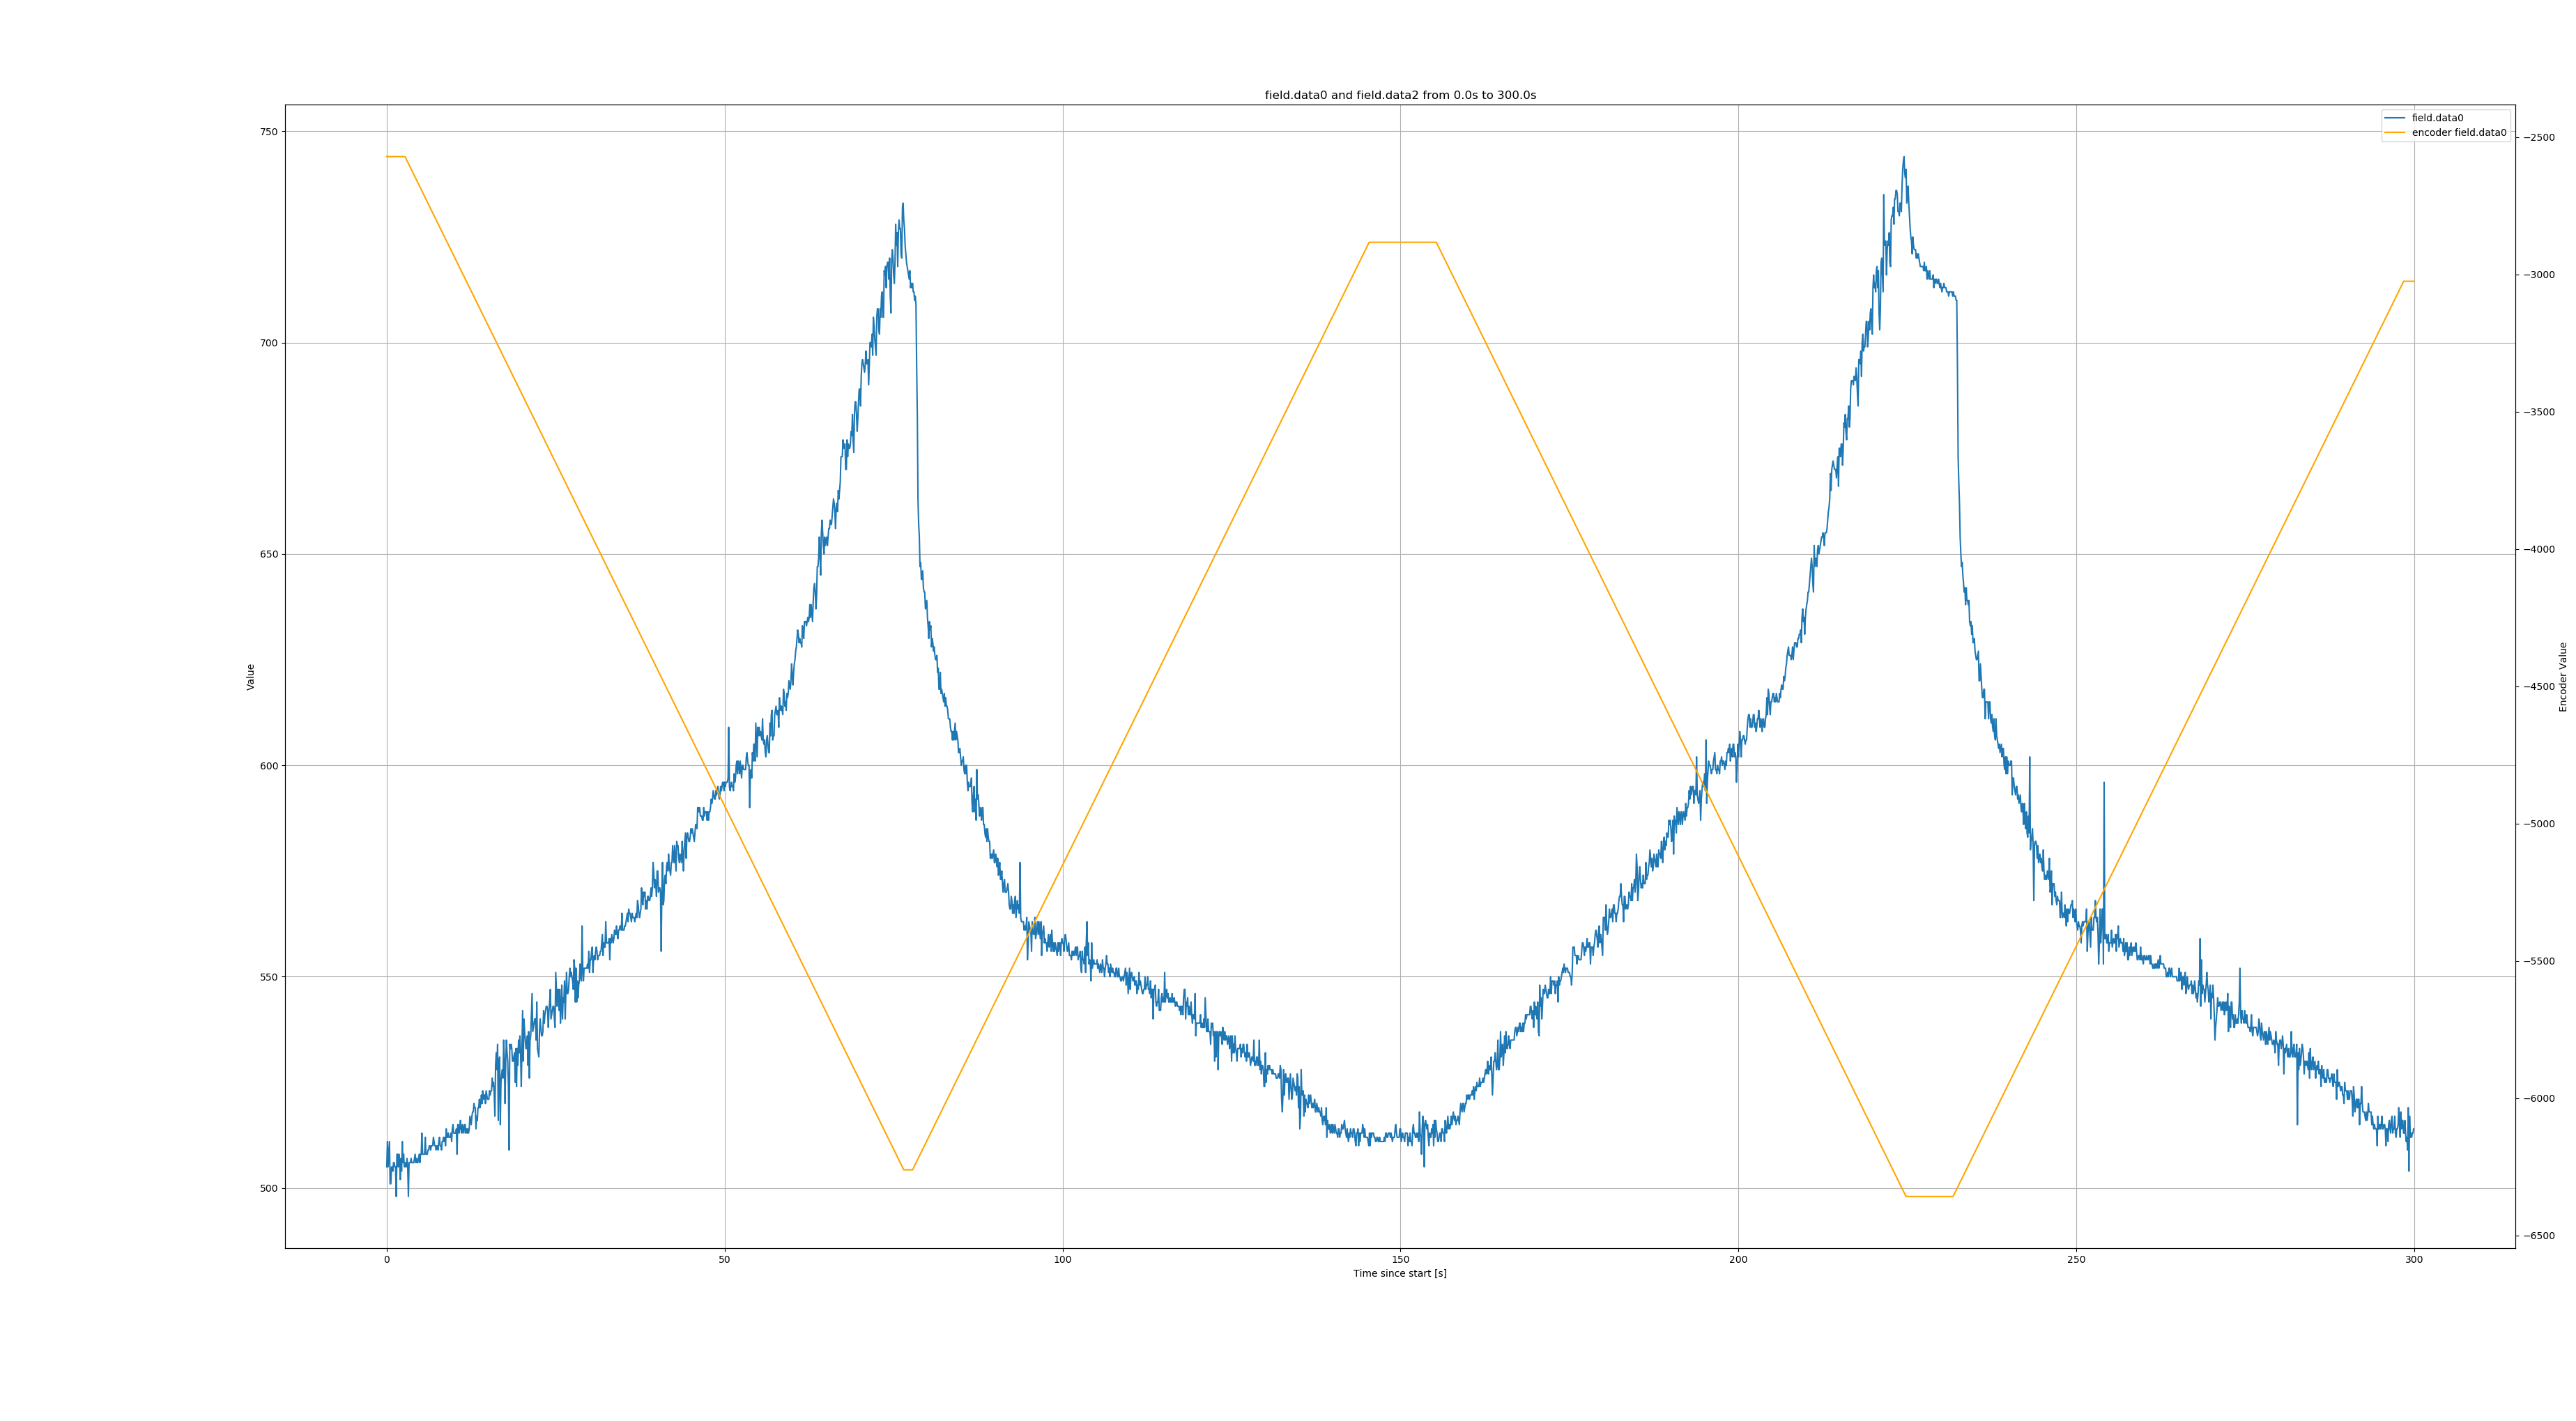 field.data0 and field.data2 from 0.0s to 300.0s
field.data0
encoder field.data0
750
700
650
600
550
500
Value
−2500
−3000
−3500
−4000
−4500
−5000
−5500
−6000
−6500
Encoder Value
0 50 100 150 200 250 300
Time since start [s]